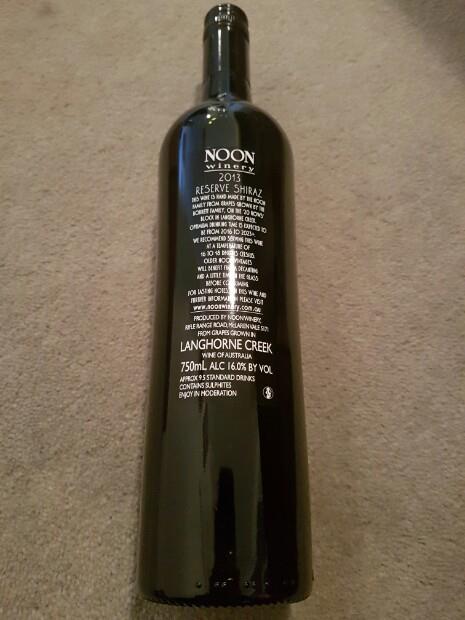 NOON
winery
2013
RESERVE SHIRAZ
THIS WINE IS HAND MADE BY THE NOON
FAMILY FROM GRAPES GROWN BY THE
BORRETT FAMILY, ON THE '20 ROWS'
BLOCK IN LANGHORNE CREEK.
OPTIMUM DRINKING TIME IS EXPECTED TO
BE FROM 2016 TO 2025+.
WE RECOMMEND SERVING THIS WINE
AT A TEMPERATURE OF
16 TO 18 DEGREES CELSIUS.
OLDER NOON VINTAGES
WILL BENEFIT FROM DECANTING
AND A LITTLE TIME IN THE GLASS
BEFORE CONSUMING.
FOR TASTING NOTES ON THIS WINE AND
FURTHER INFORMATION PLEASE VISIT
www.noonwinery.com.au
PRODUCED BY NOON WINERY,
RIFLE RANGE ROAD, McLAREN VALE 5171
FROM GRAPES GROWN IN
LANGHORNE CREEK
WINE OF AUSTRALIA
750mL ALC 16.0% BY VOL
APPROX 9.5 STANDARD DRINKS
CONTAINS SULPHITES
ENJOY IN MODERATION